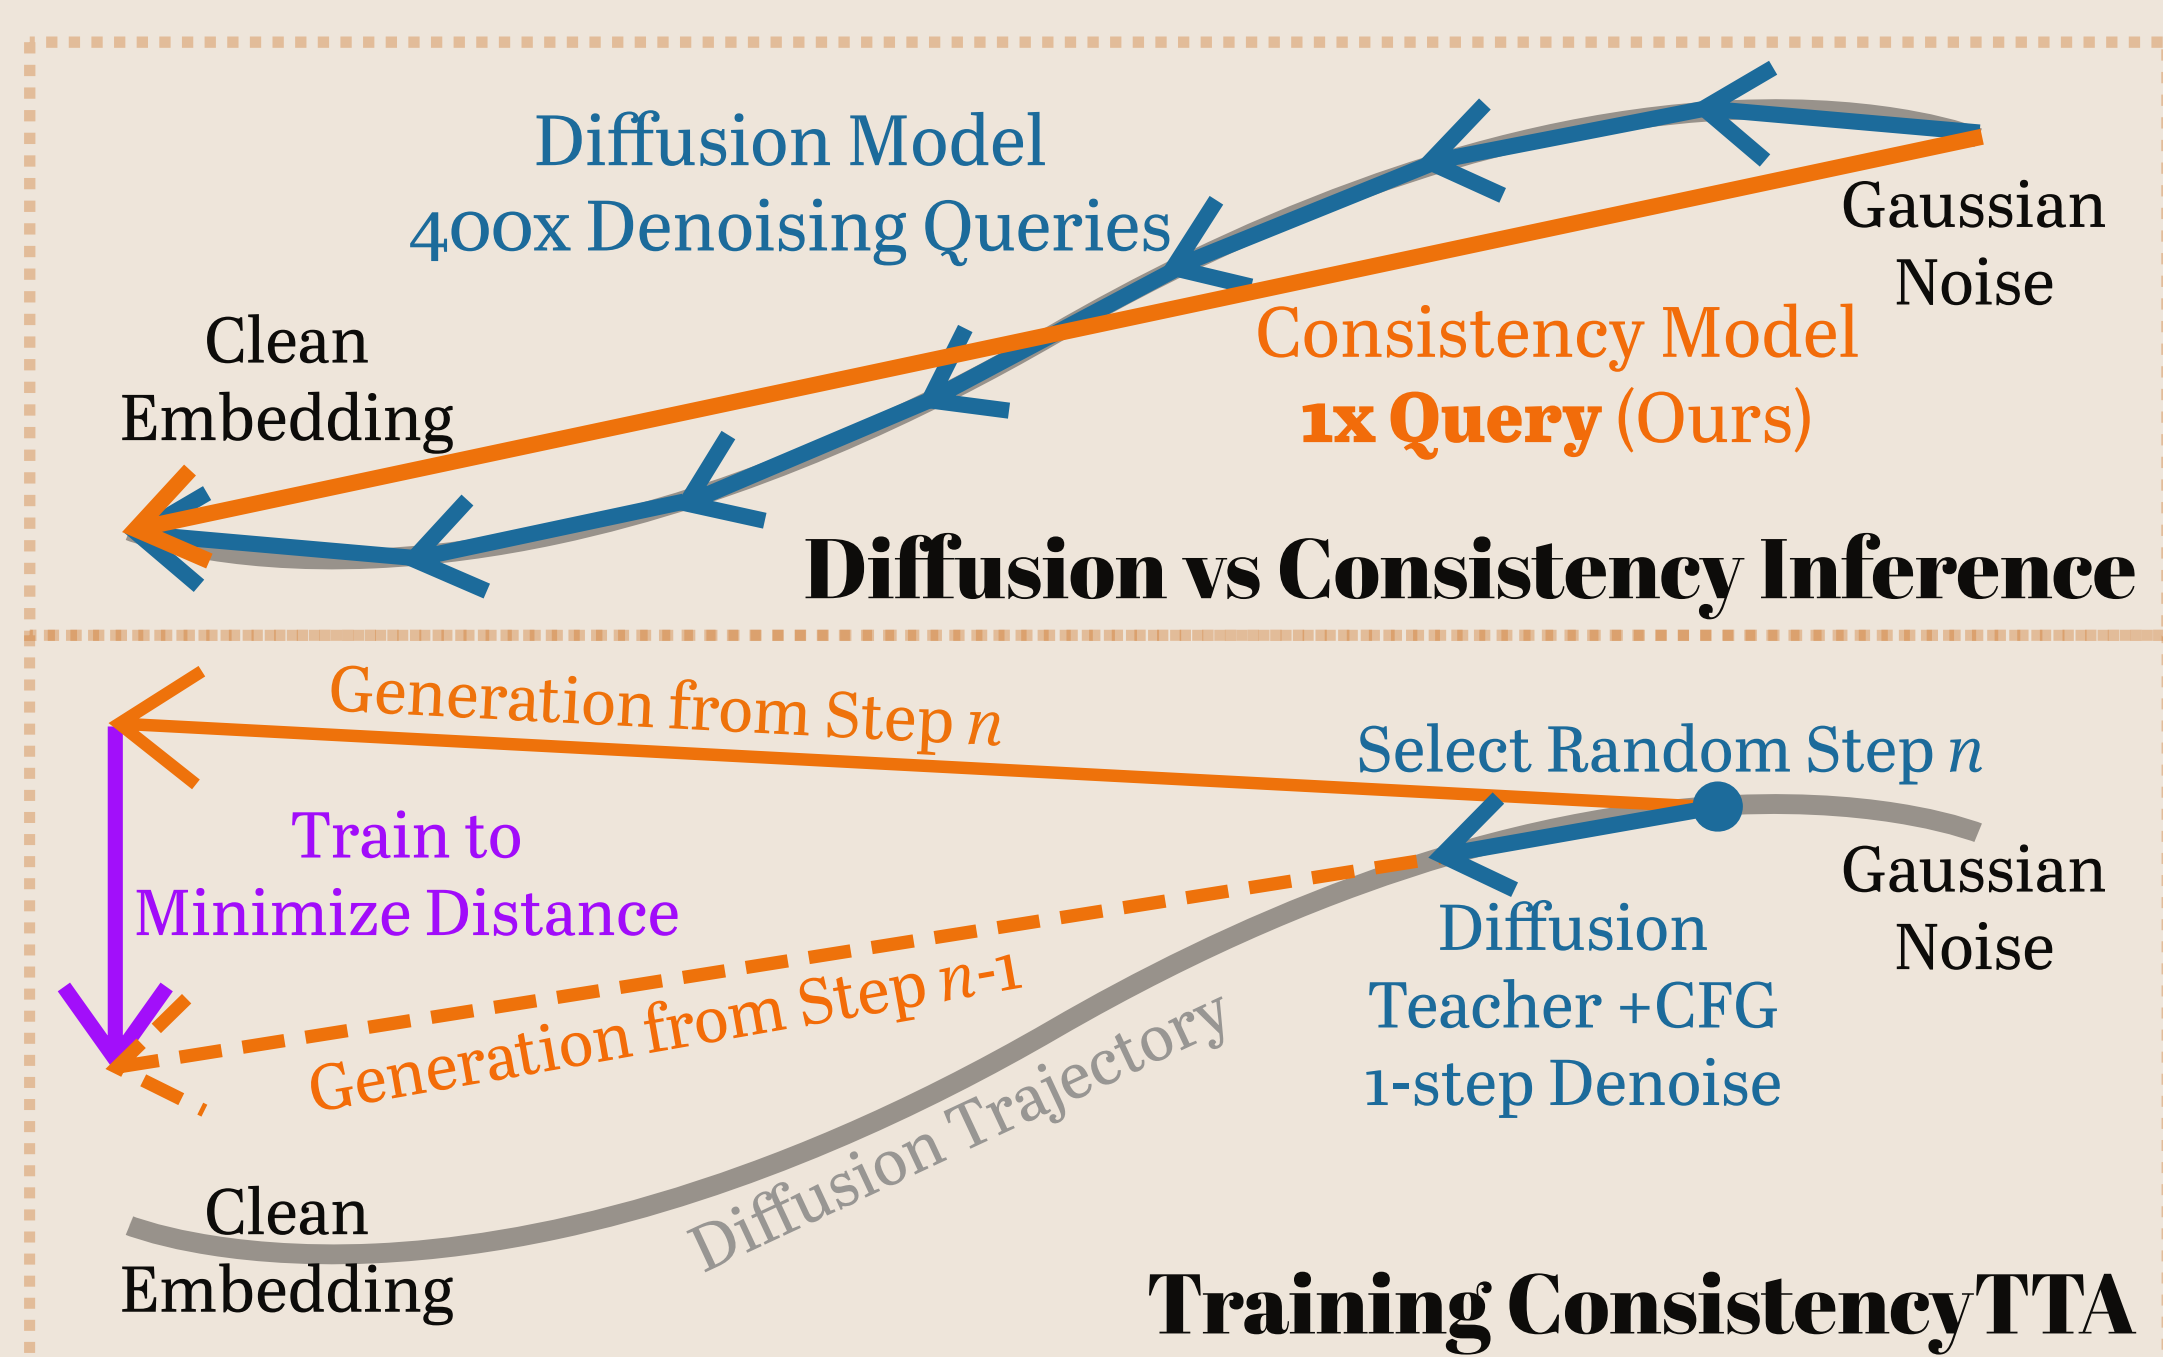 Diffusion Model
400x Denoising Queries
Gaussian
Noise
Clean
Embedding
Consistency Model
1x Query (Ours)
Diffusion vs Consistency Inference
Generation from Step n
Select Random Step n
Train to
Minimize Distance
Gaussian
Noise
Diffusion
Teacher +CFG
1-step Denoise
Generation from Step n-1
Diffusion Trajectory
Clean
Embedding
Training ConsistencyTTA